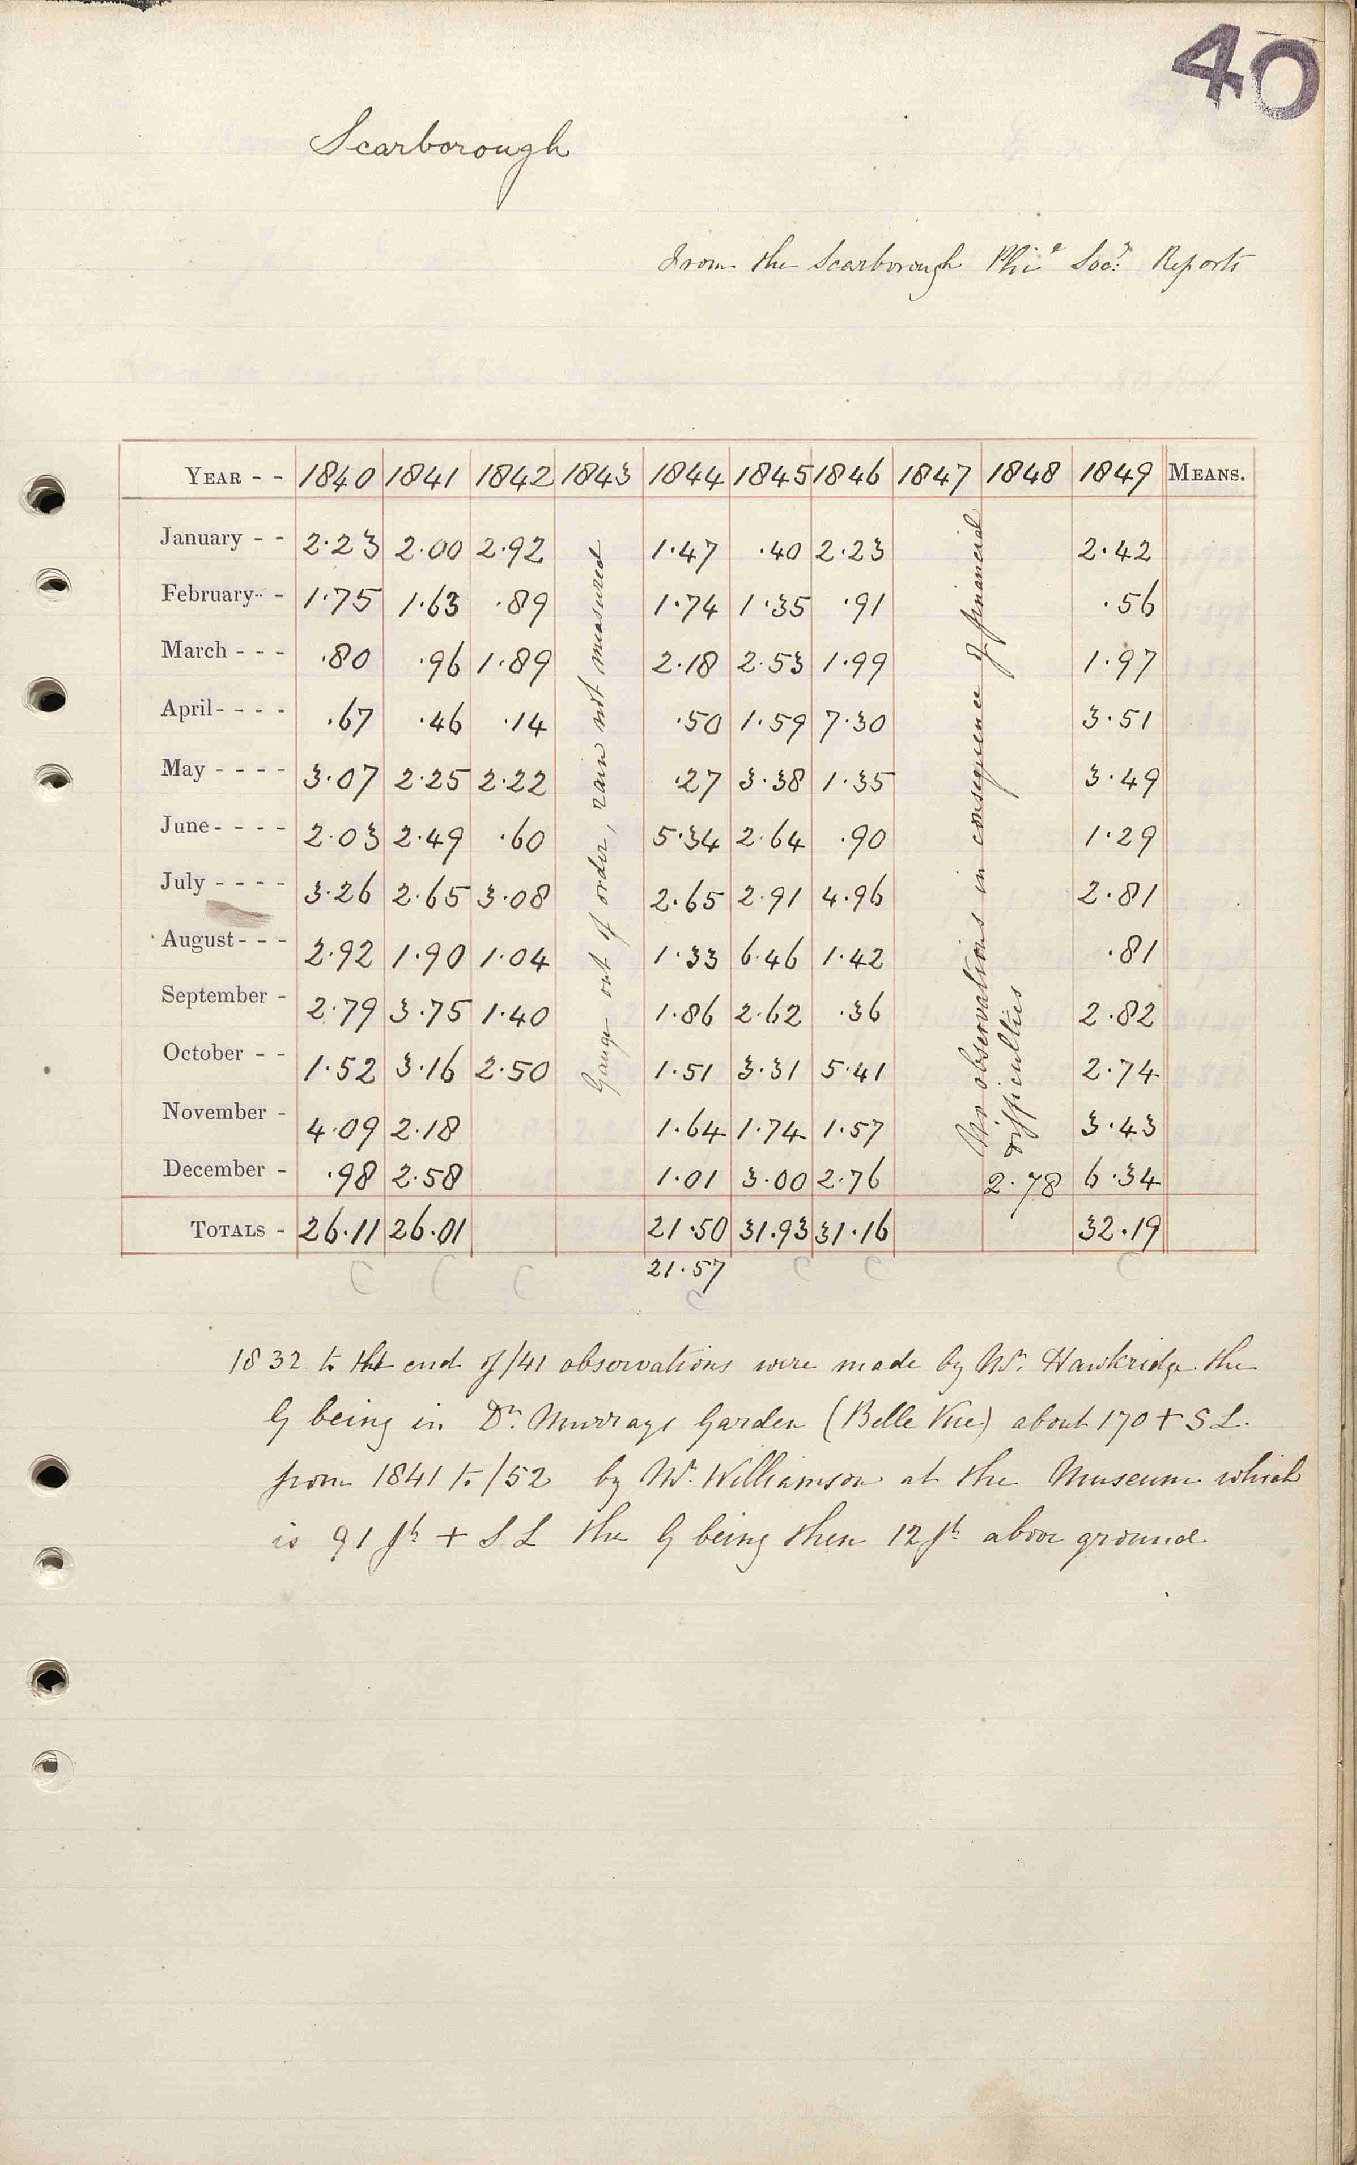 40
Scarborough
From the Scarborough Phil Socy Reports
YEAR - - 1840 1841 1842 1843 1844 1845 1846 1847 1848 1849 MEANS.
January - - 2.23 2.00 2.92 1.47 .40 2.23 2.42
February - - 1.75 1.63 .89 1.74 1.35 .91 .56
March - - - .80 .96 1.89 2.18 2.53 1.99 1.97
April - - - - .67 .46 .14 .50 1.59 7.30 3.51
May - - - - 3.07 2.25 2.22 .27 3.38 1.35 3.49
June - - - - 2.03 2.49 .60 5.34 2.64 .90 1.29
July - - - - 3.26 2.65 3.08 2.65 2.91 4.96 2.81
August - - - 2.92 1.90 1.04 1.33 6.46 1.42 .81
September - 2.79 3.75 1.40 1.86 2.62 .36 2.82
October - - 1.52 3.16 2.50 1.51 3.31 5.41 2.74
November - 4.09 2.18 1.64 1.74 1.57 3.43
December - .98 2.58 1.01 3.00 2.76 2.78 6.34
TOTALS - 26.11 26.01 21.50 31.93 31.16 32.19
21.57
C C C C C C C
Gauge out of order, rain not measured
No observations in consequence of financial
difficulties
1832 to the end of /41 observations were made by Mr. Hawkridge the
G being in Dr. Murrays Garden (Belle Vue) about 170 + S L.
from 1841 to /52 by Mr. Williamson at the Museum which
is 91 ft + S L the G being then 12 ft above ground